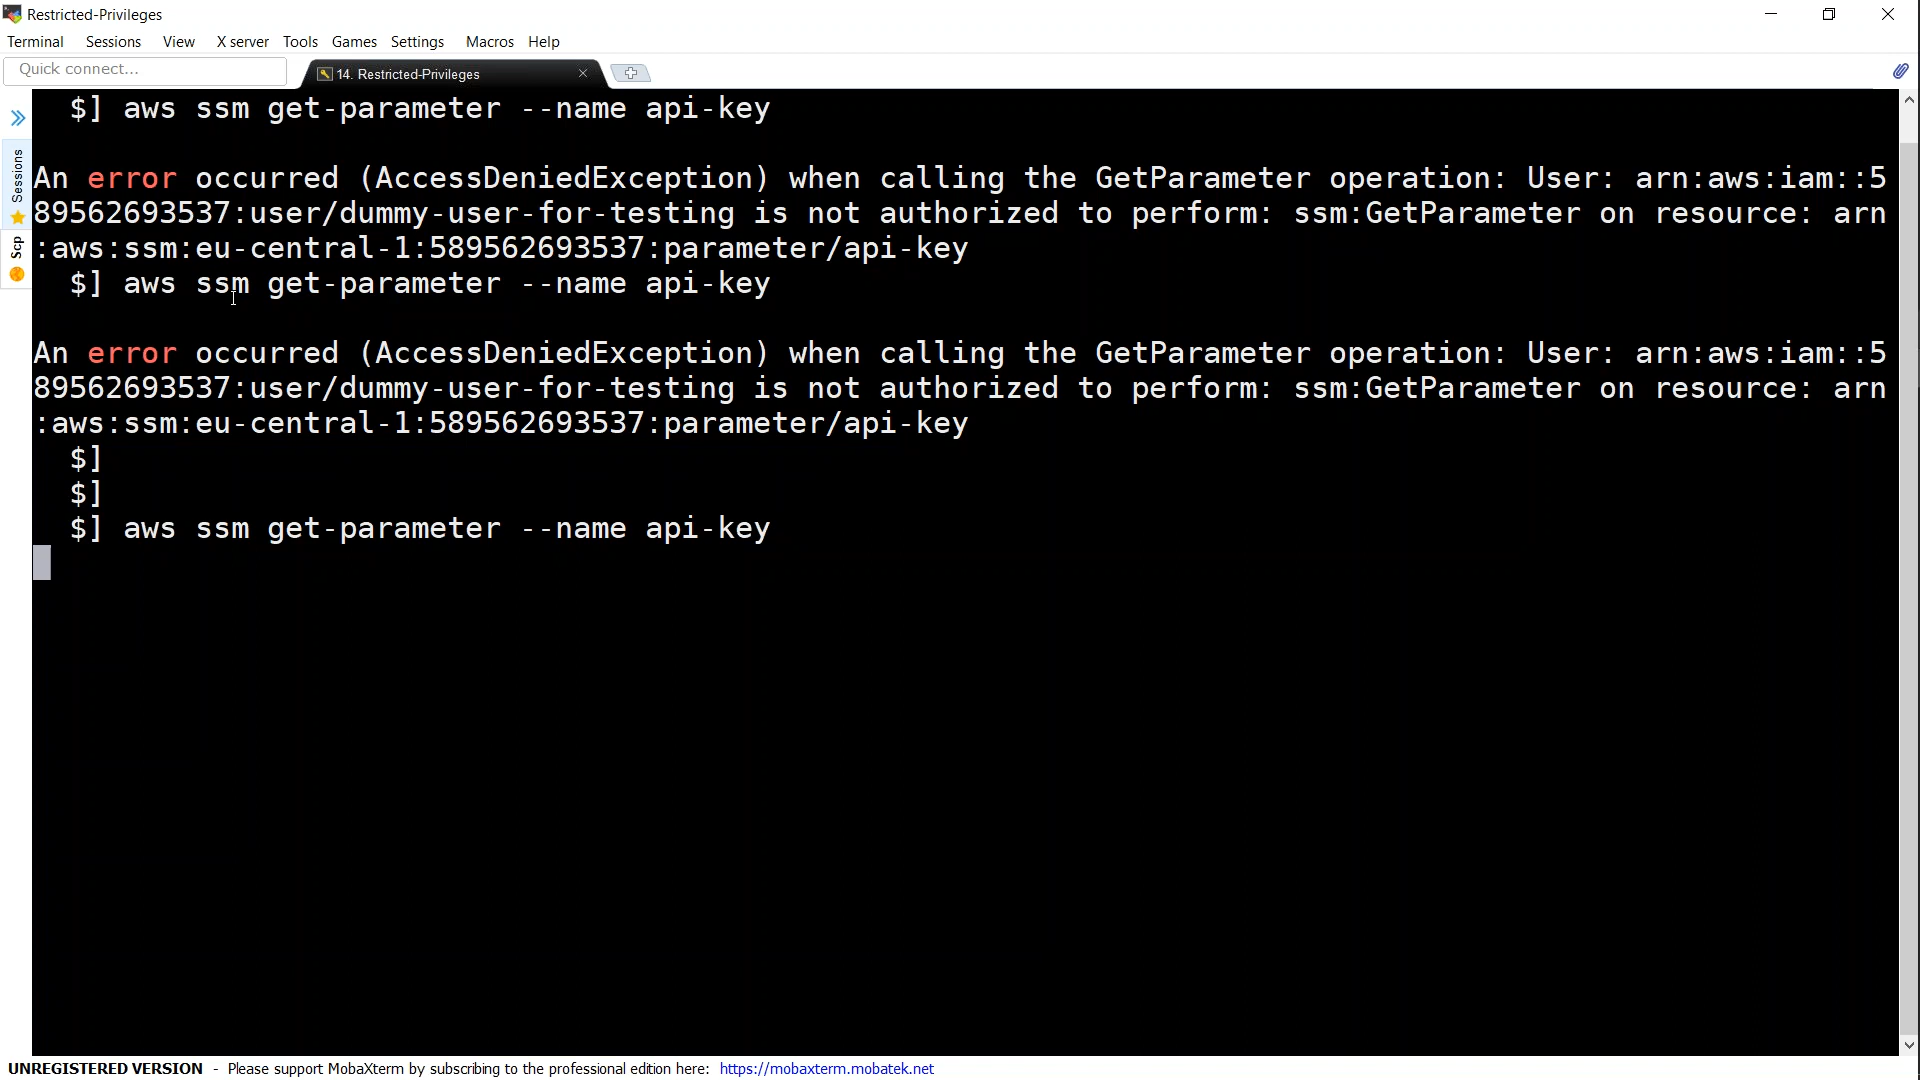 Restricted-Privileges
Terminal Sessions View X server Tools Games Settings Macros Help
Quick connect...
14. Restricted-Privileges
Sessions
Scp
$] aws ssm get-parameter --name api-key
An error occurred (AccessDeniedException) when calling the GetParameter operation: User: arn:aws:iam::5
89562693537:user/dummy-user-for-testing is not authorized to perform: ssm:GetParameter on resource: arn
:aws:ssm:eu-central-1:589562693537:parameter/api-key
$] aws ssm get-parameter --name api-key
An error occurred (AccessDeniedException) when calling the GetParameter operation: User: arn:aws:iam::5
89562693537:user/dummy-user-for-testing is not authorized to perform: ssm:GetParameter on resource: arn
:aws:ssm:eu-central-1:589562693537:parameter/api-key
$]
$]
$] aws ssm get-parameter --name api-key
UNREGISTERED VERSION - Please support MobaXterm by subscribing to the professional edition here: https://mobaxterm.mobatek.net